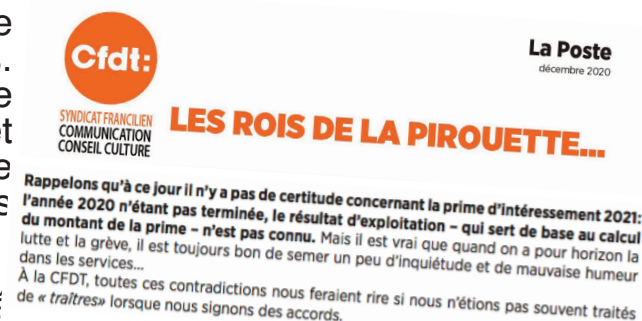 Cfdt:
SYNDICAT FRANCILIEN
COMMUNICATION
CONSEIL CULTURE
La Poste
décembre 2020
LES ROIS DE LA PIROUETTE...
Rappelons qu'à ce jour il n'y a pas de certitude concernant la prime d'intéressement 2021:
l'année 2020 n'étant pas terminée, le résultat d'exploitation – qui sert de base au calcul
du montant de la prime – n'est pas connu. Mais il est vrai que quand on a pour horizon la
lutte et la grève, il est toujours bon de semer un peu d'inquiétude et de mauvaise humeur
dans les services...
À la CFDT, toutes ces contradictions nous feraient rire si nous n'étions pas souvent traités
de « traîtres» lorsque nous signons des accords.